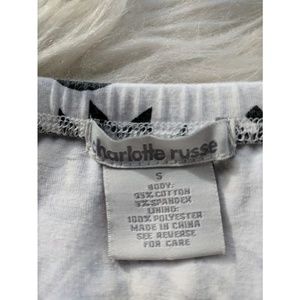 charlotte russe
S
BODY:
95% COTTON
5% SPANDEX
LINING:
100% POLYESTER
MADE IN CHINA
SEE REVERSE
FOR CARE